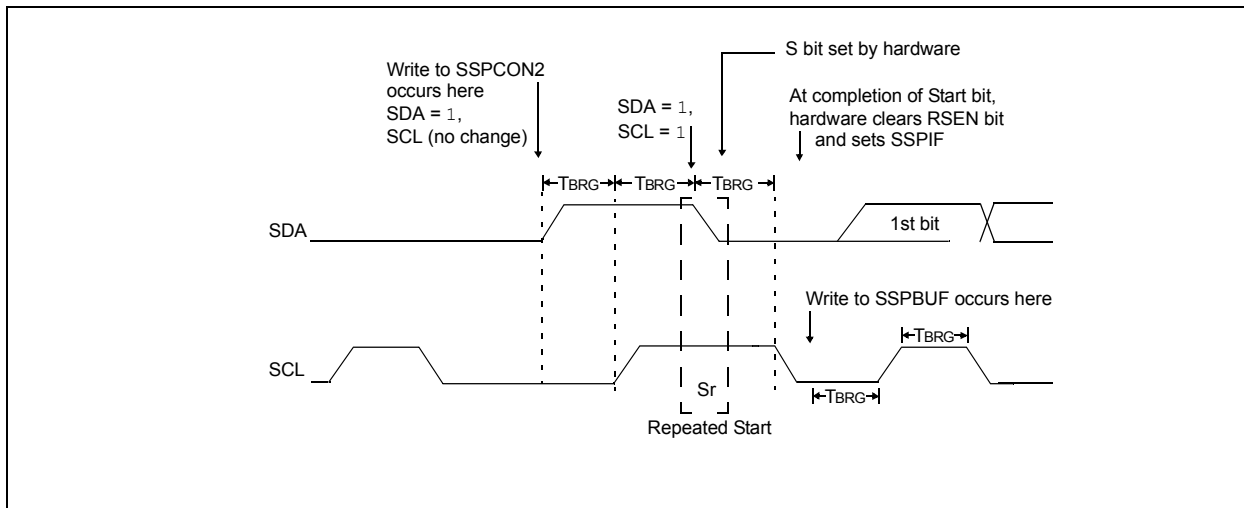 S bit set by hardware
Write to SSPCON2
occurs here
SDA = 1,
SCL (no change)
SDA = 1,
SCL = 1
At completion of Start bit,
hardware clears RSEN bit
and sets SSPIF
TBRG TBRG TBRG
SDA
1st bit
Write to SSPBUF occurs here
TBRG
SCL
TBRG
Sr
Repeated Start